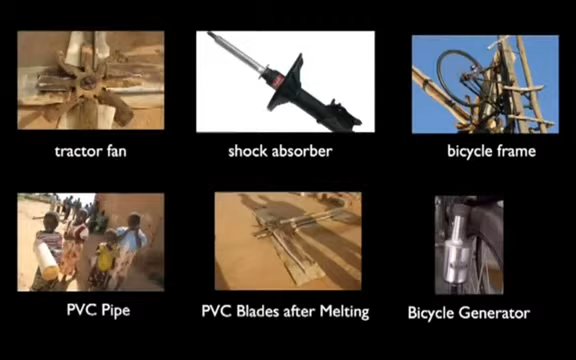 tractor fan
shock absorber
bicycle frame
PVC Pipe
PVC Blades after Melting
Bicycle Generator